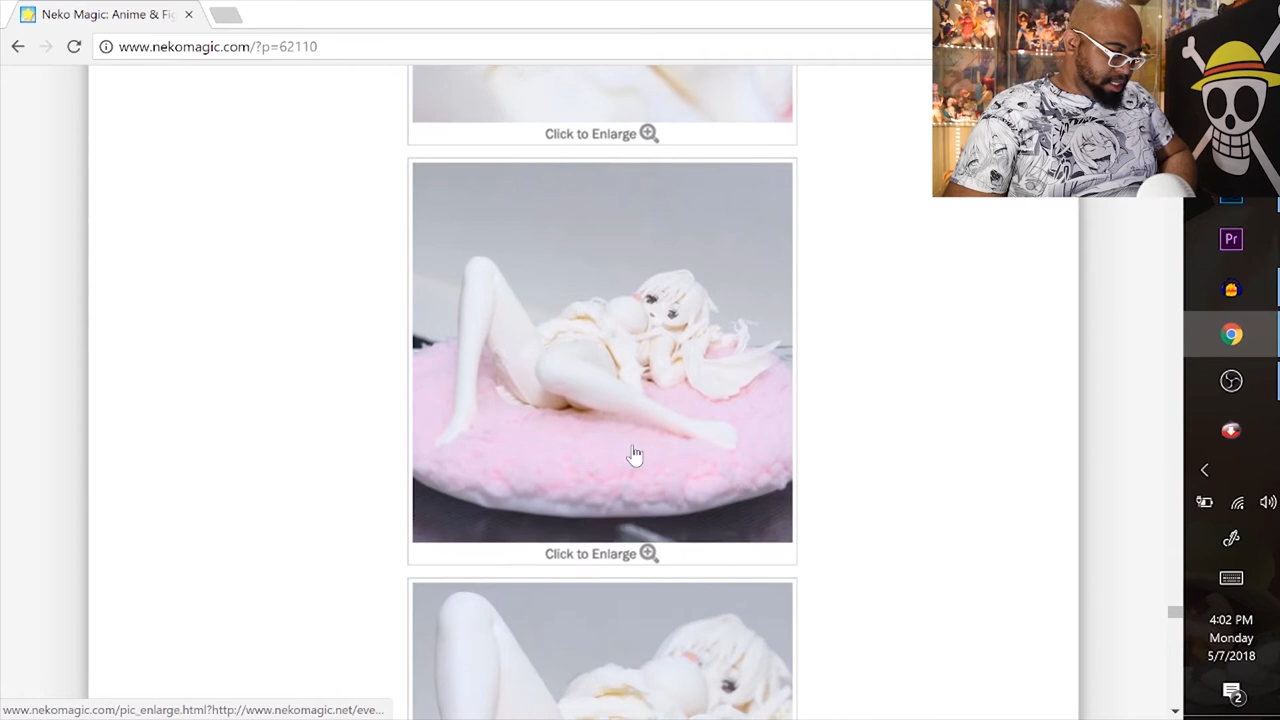 Neko Magic: Anime & Fi
www.nekomagic.com/?p=62110
Click to Enlarge
Click to Enlarge
Pr
4:02 PM
Monday
5/7/2018
2
www.nekomagic.com/pic_enlarge.html?http://www.nekomagic.net/eve...